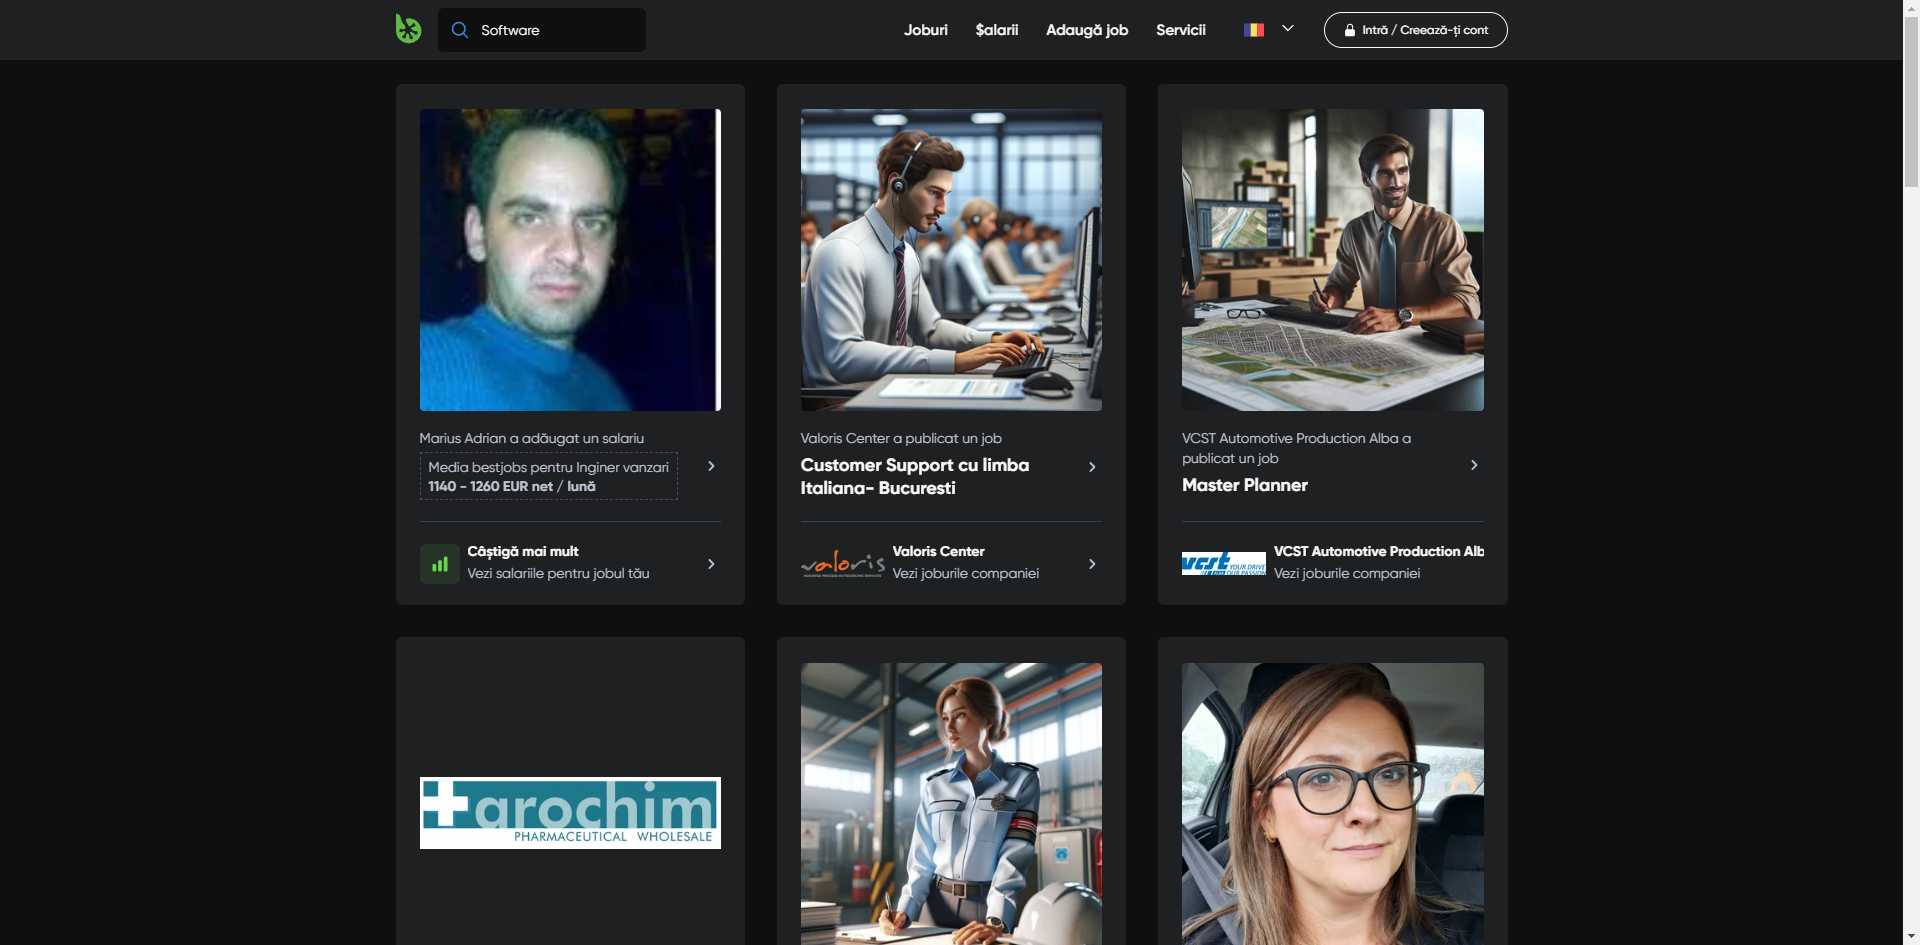 Software
Joburi
$alarii
Adaugă job
Servicii
Intră / Creează-ți cont
Marius Adrian a adăugat un salariu
Media bestjobs pentru Inginer vanzari
1140 - 1260 EUR net / lună
Câștigă mai mult
Vezi salariile pentru jobul tău
Valoris Center a publicat un job
Customer Support cu limba
Italiana- Bucuresti
valoris
Valoris Center
Vezi joburile companiei
VCST Automotive Production Alba a
publicat un job
Master Planner
vcst
YOUR DRIVE
OUR PASSION
VCST Automotive Production Alb
Vezi joburile companiei
arochim
PHARMACEUTICAL WHOLESALE